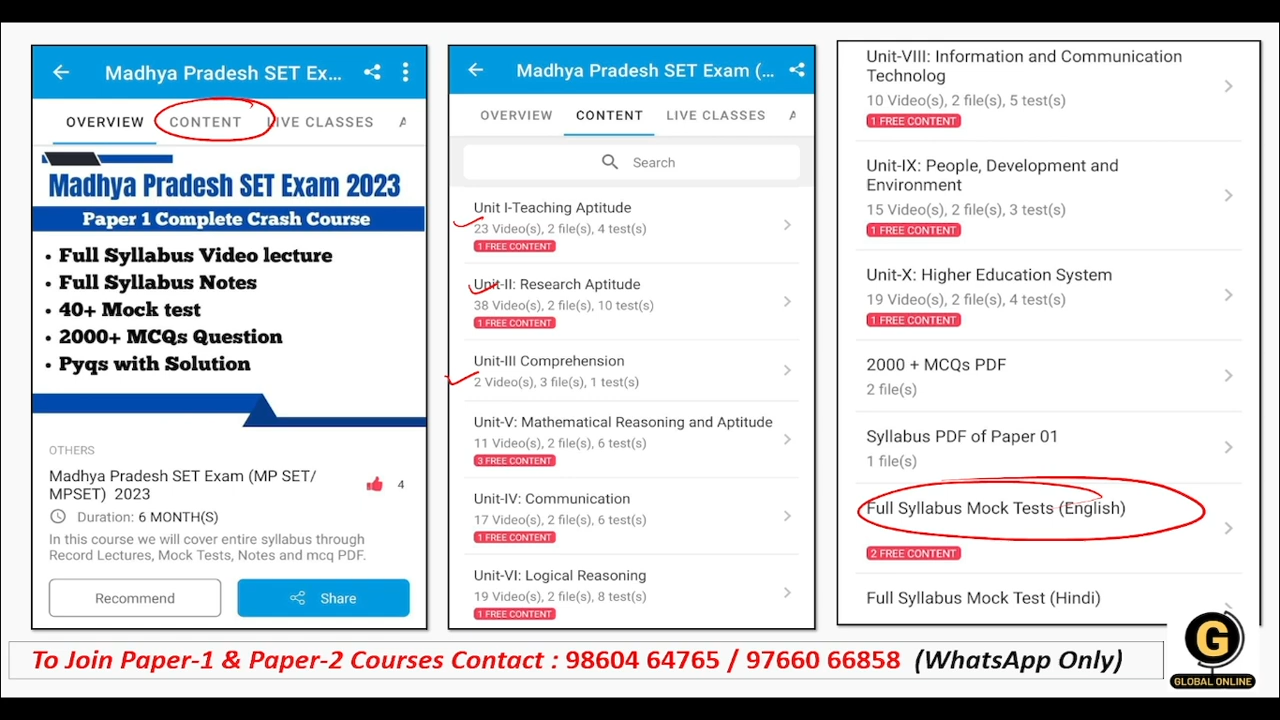 Madhya Pradesh SET Ex...
OVERVIEW CONTENT LIVE CLASSES A
Madhya Pradesh SET Exam 2023
Paper 1 Complete Crash Course
• Full Syllabus Video lecture
• Full Syllabus Notes
• 40+ Mock test
• 2000+ MCQs Question
• Pyqs with Solution
OTHERS
Madhya Pradesh SET Exam (MP SET/
MPSET) 2023
4
Duration: 6 MONTH(S)
In this course we will cover entire syllabus through
Record Lectures, Mock Tests, Notes and mcq PDF.
Recommend Share
Madhya Pradesh SET Exam (...
OVERVIEW CONTENT LIVE CLASSES A
Search
Unit I-Teaching Aptitude
23 Video(s), 2 file(s), 4 test(s)
1 FREE CONTENT
Unit-II: Research Aptitude
38 Video(s), 2 file(s), 10 test(s)
1 FREE CONTENT
Unit-III Comprehension
2 Video(s), 3 file(s), 1 test(s)
Unit-V: Mathematical Reasoning and Aptitude
11 Video(s), 2 file(s), 6 test(s)
3 FREE CONTENT
Unit-IV: Communication
17 Video(s), 2 file(s), 6 test(s)
1 FREE CONTENT
Unit-VI: Logical Reasoning
19 Video(s), 2 file(s), 8 test(s)
1 FREE CONTENT
Unit-VIII: Information and Communication
Technolog
10 Video(s), 2 file(s), 5 test(s)
1 FREE CONTENT
Unit-IX: People, Development and
Environment
15 Video(s), 2 file(s), 3 test(s)
1 FREE CONTENT
Unit-X: Higher Education System
19 Video(s), 2 file(s), 4 test(s)
1 FREE CONTENT
2000 + MCQs PDF
2 file(s)
Syllabus PDF of Paper 01
1 file(s)
Full Syllabus Mock Tests (English)
2 FREE CONTENT
Full Syllabus Mock Test (Hindi)
To Join Paper-1 & Paper-2 Courses Contact : 98604 64765 / 97660 66858 (WhatsApp Only)
G
GLOBAL ONLINE